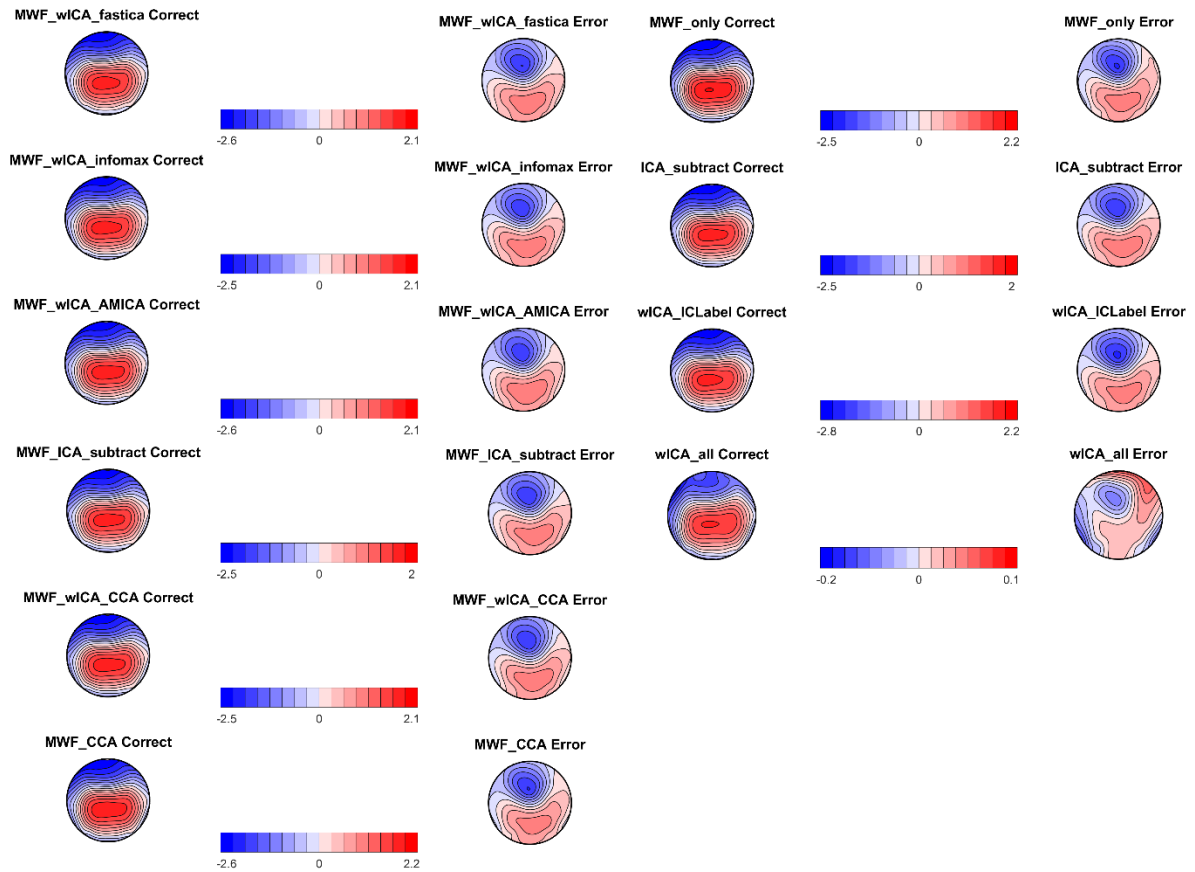 MWF_wICA_fastica Correct
MWF_wICA_fastica Error
MWF_only Correct
MWF_only Error
-2.6 0 2.1
-2.5 0 2.2
MWF_wICA_infomax Correct
MWF_wICA_infomax Error
ICA_subtract Correct
ICA_subtract Error
-2.5 0 2.1
-2.5 0 2
MWF_wICA_AMICA Correct
MWF_wICA_AMICA Error
wICA_ICLabel Correct
wICA_ICLabel Error
-2.6 0 2.1
-2.8 0 2.2
MWF_ICA_subtract Correct
MWF_ICA_subtract Error
wICA_all Correct
wICA_all Error
-2.5 0 2
-0.2 0 0.1
MWF_wICA_CCA Correct
MWF_wICA_CCA Error
-2.5 0 2.1
MWF_CCA Correct
MWF_CCA Error
-2.6 0 2.2